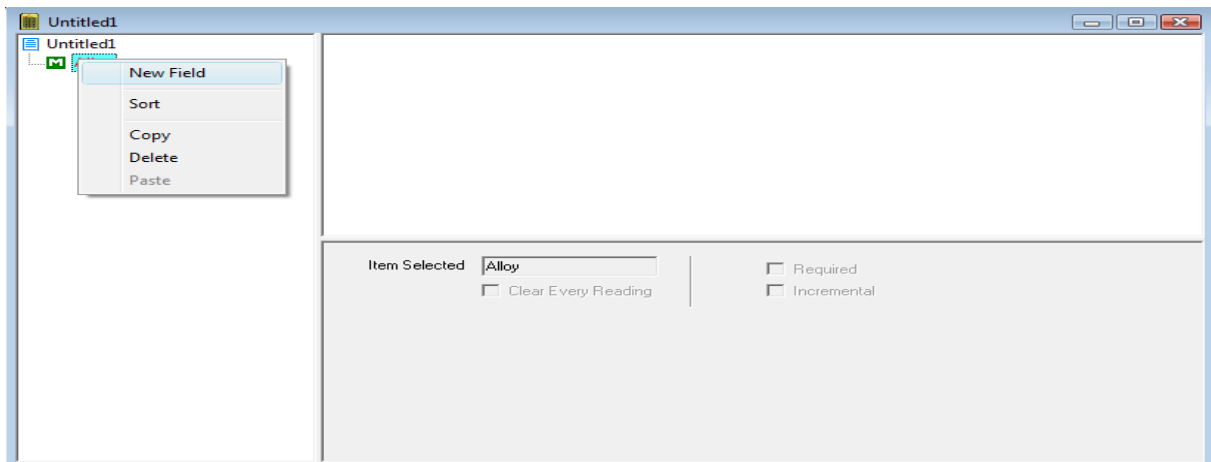 Untitled1
Untitled1
M
New Field
Sort
Copy
Delete
Paste
Item Selected Alloy
Required
Clear Every Reading
Incremental